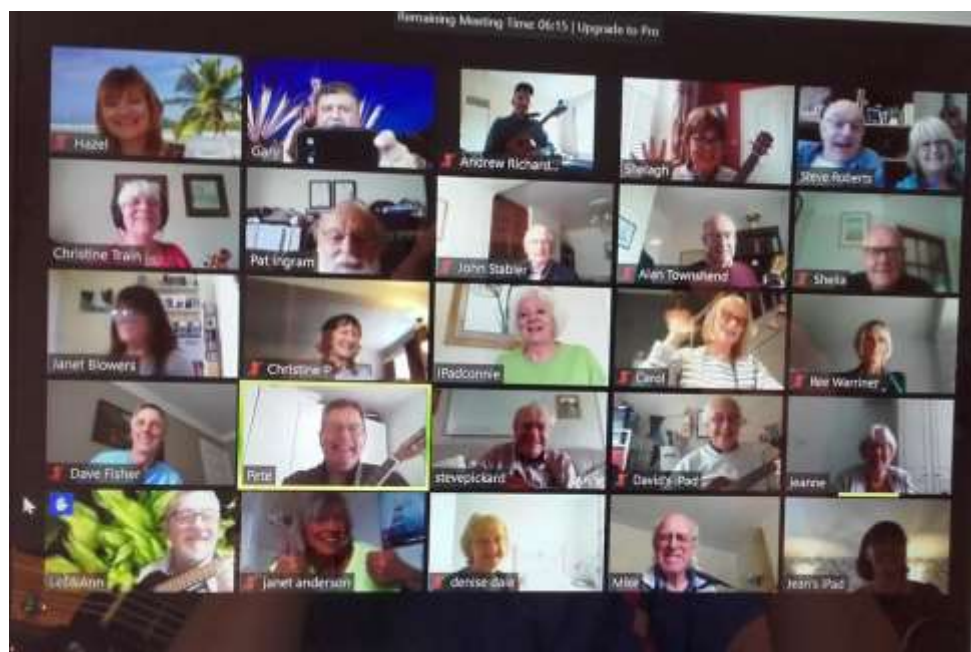 Remaining Meeting Time: 06:15 | Upgrade to Pro
Hazel
Gary
Andrew Richard...
Shelagh
Steve Roberts
Christine Train
Pat Ingram
John Stabler
Alan Townshend
Sheila
Janet Blowers
Christine P
iPadconnie
Carol
Warriner
Dave Fisher
Pete
stevepickard
David's iPad
Jeanne
Lef&Ann
janet anderson
denise dale
Mike
Jean's iPad